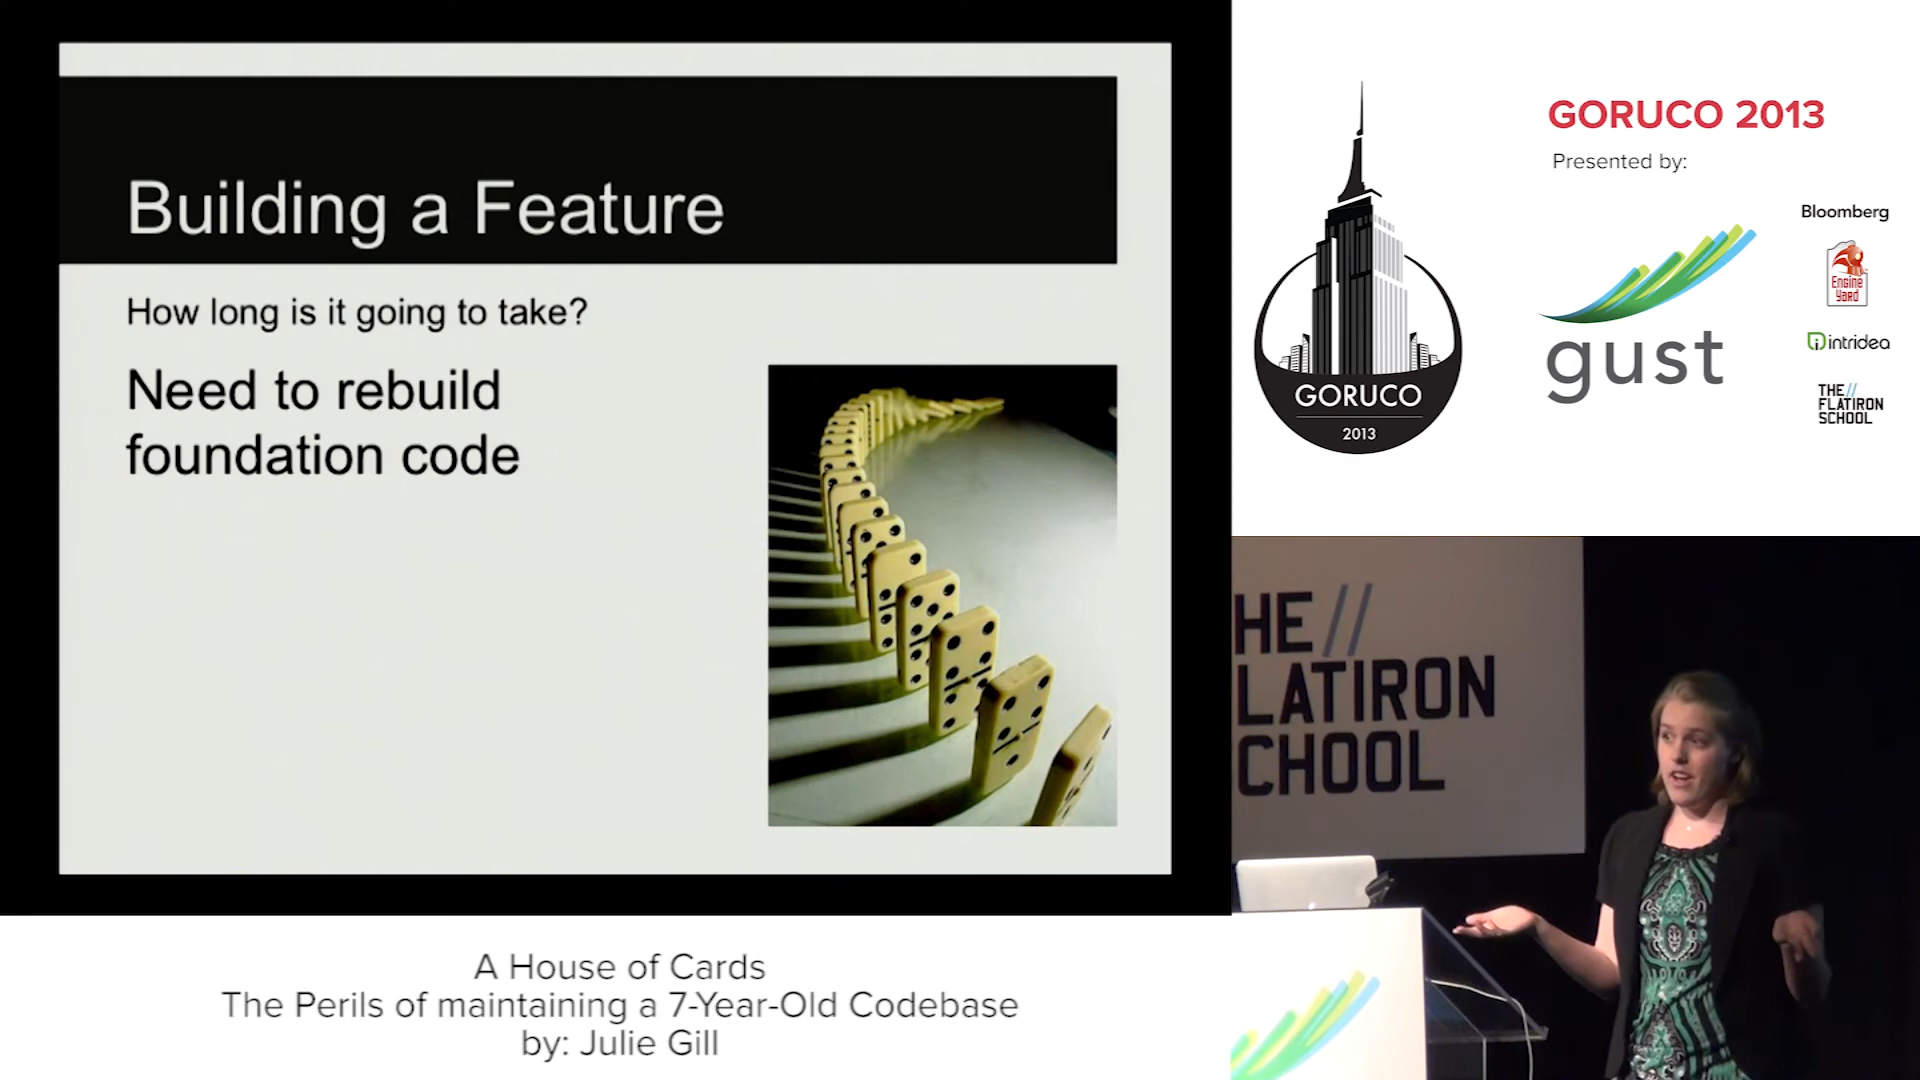 Building a Feature
How long is it going to take?
Need to rebuild
foundation code
A House of Cards
The Perils of maintaining a 7-Year-Old Codebase
by: Julie Gill
GORUCO
2013
GORUCO 2013
Presented by:
gust
Bloomberg
Engine
Yard
intridea
THE//
FLATIRON
SCHOOL
HE//
LATIRON
CHOOL